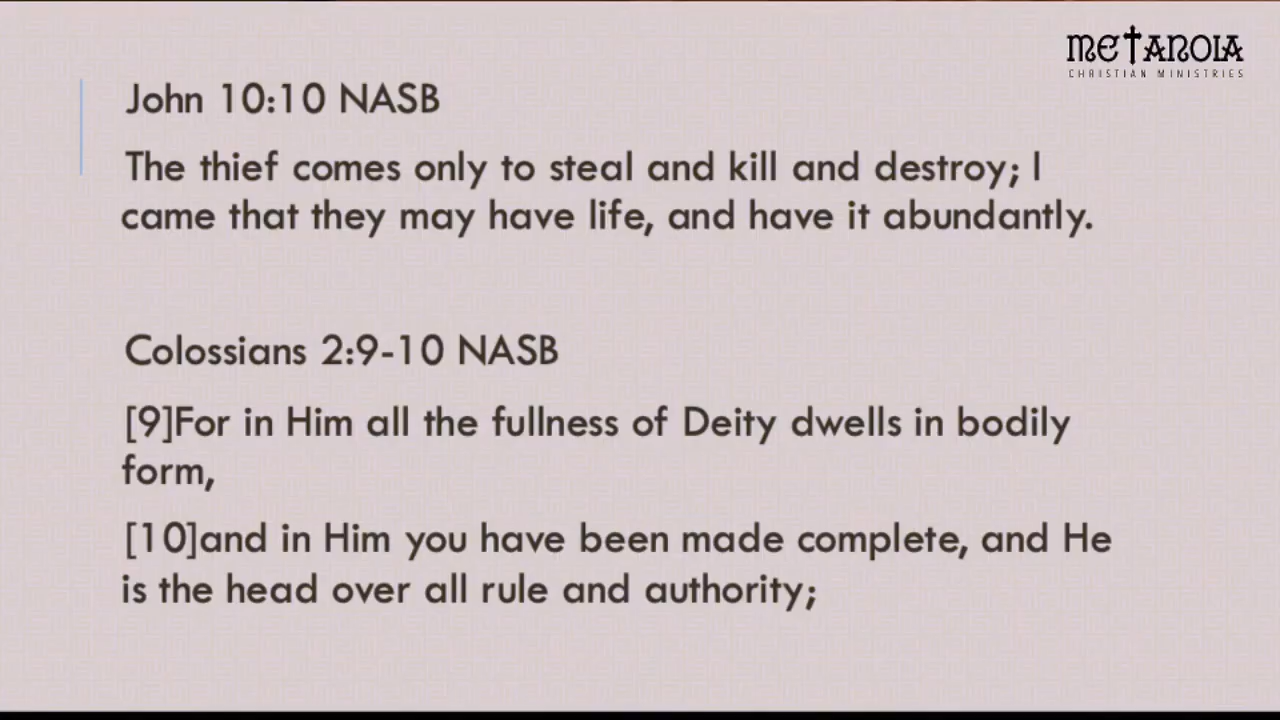 METANOIA
CHRISTIAN MINISTRIES
John 10:10 NASB
The thief comes only to steal and kill and destroy; I
came that they may have life, and have it abundantly.
Colossians 2:9-10 NASB
[9]For in Him all the fullness of Deity dwells in bodily
form,
[10]and in Him you have been made complete, and He
is the head over all rule and authority;